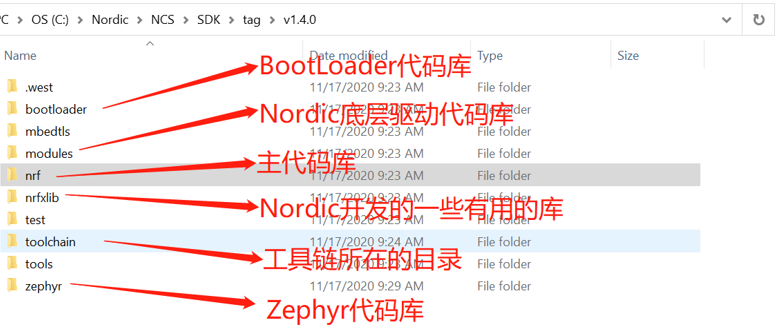 PC > OS (C:) > Nordic > NCS > SDK > tag > v1.4.0
Name Date modified Type Size
BootLoader代码库
.west 11/17/2020 9:23 AM File folder
bootloader 11/17/2020 9:23 AM File folder
Nordic底层驱动代码库
mbedtls 11/17/2020 9:23 AM File folder
modules 11/17/2020 9:23 AM File folder
主代码库
nrf 11/17/2020 9:23 AM File folder
nrfxlib 11/17/2020 9:23 AM File folder
Nordic开发的一些有用的库
test 11/17/2020 9:23 AM File folder
toolchain 11/17/2020 9:24 AM File folder
工具链所在的目录
tools 11/17/2020 9:23 AM File folder
zephyr 11/17/2020 9:29 AM File folder
Zephyr代码库